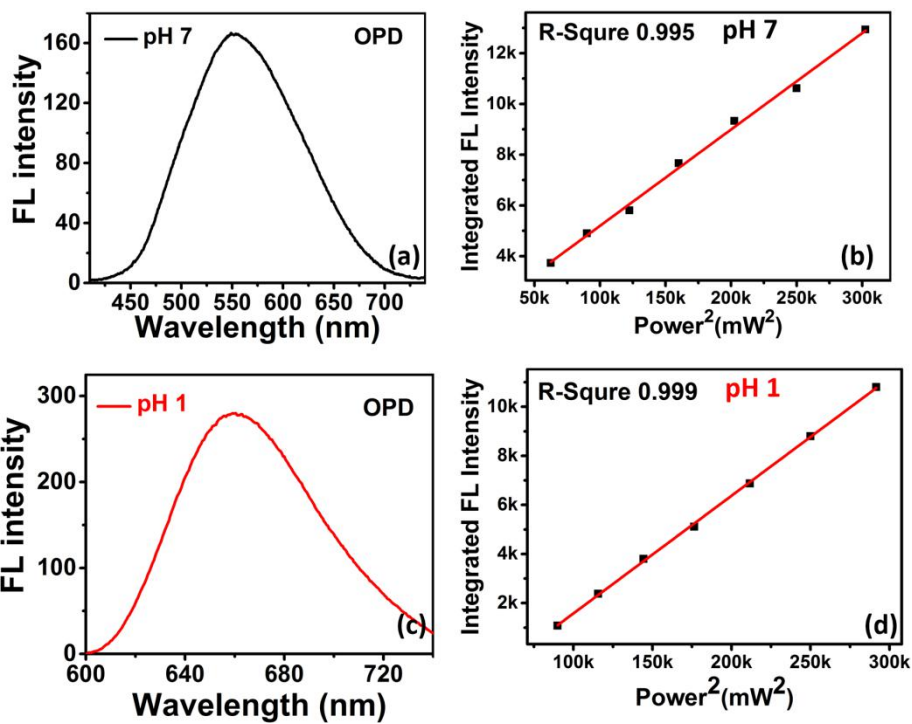 pH 7
OPD
FL intensity
160
120
80
40
0
450
500
550
600
650
700
Wavelength (nm)
(a)
R-Squre 0.995
pH 7
Integrated FL Intensity
12k
10k
8k
6k
4k
50k
100k
150k
200k
250k
300k
Power²(mW²)
(b)
pH 1
OPD
FL intensity
300
200
100
0
600
640
680
720
Wavelength (nm)
(c)
R-Squre 0.999
pH 1
Integrated FL Intensity
10k
8k
6k
4k
2k
100k
150k
200k
250k
300k
Power²(mW²)
(d)